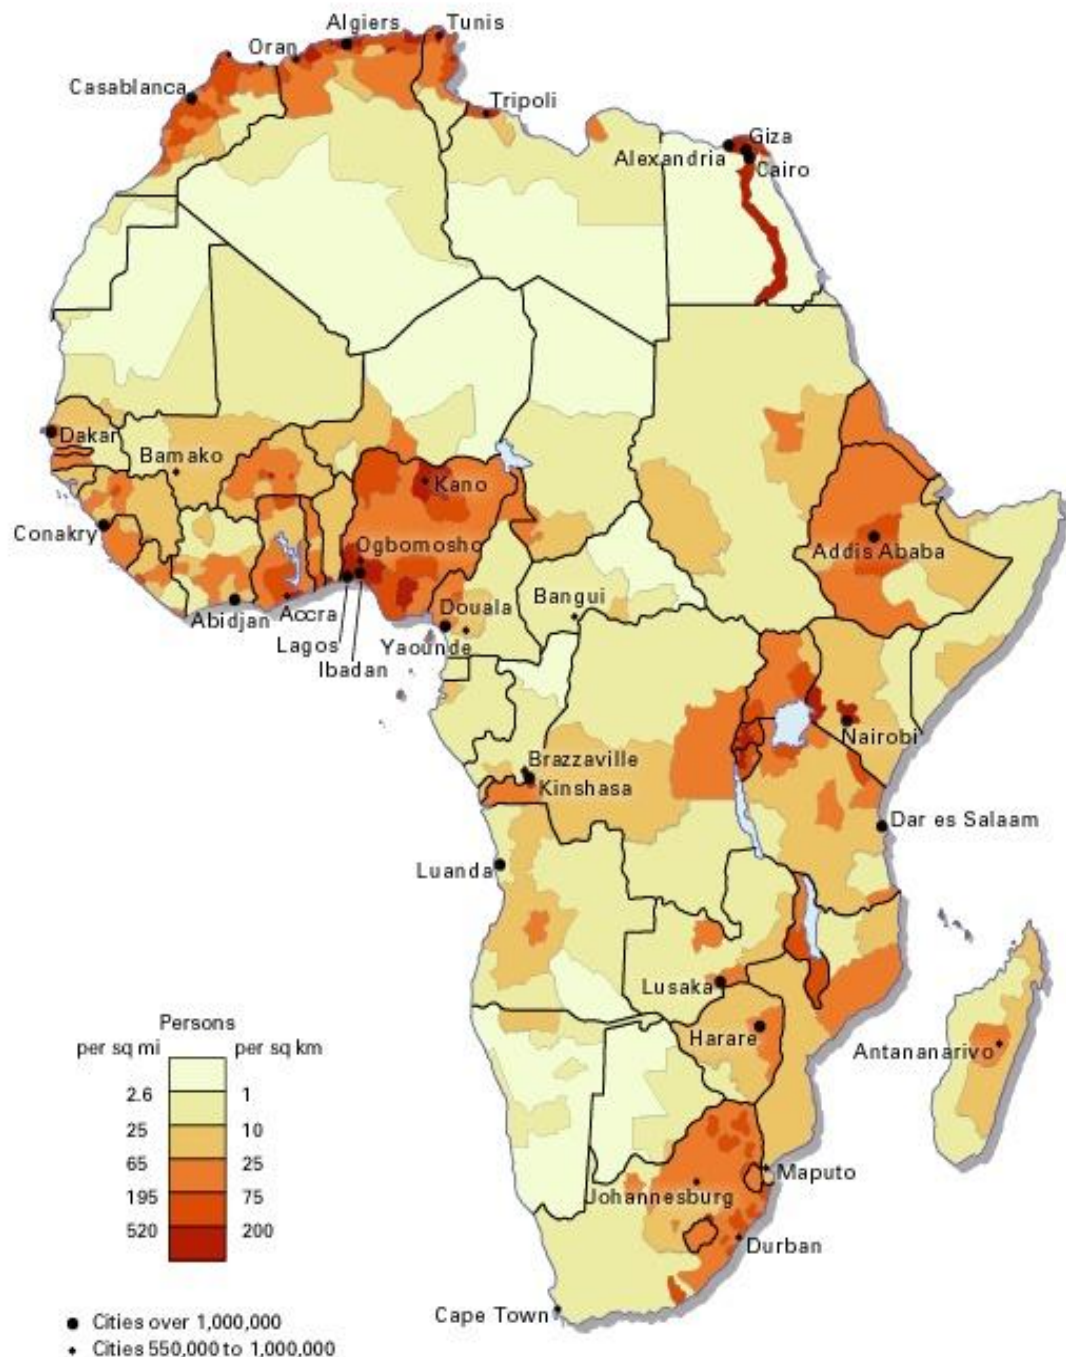 Algiers
Tunis
Oran
Casablanca
Tripoli
Giza
Alexandria
Cairo
Dakar
Bamako
Kano
Conakry
Ogbomosho
Addis Ababa
Abidjan
Accra
Douala
Bangui
Lagos
Yaounde
Ibadan
Nairobi
Brazzaville
Kinshasa
Dar es Salaam
Luanda
Lusaka
Harare
Antananarivo
Maputo
Johannesburg
Durban
Cape Town
Persons
per sq mi per sq km
2.6 1
25 10
65 25
195 75
520 200
Cities over 1,000,000
Cities 550,000 to 1,000,000